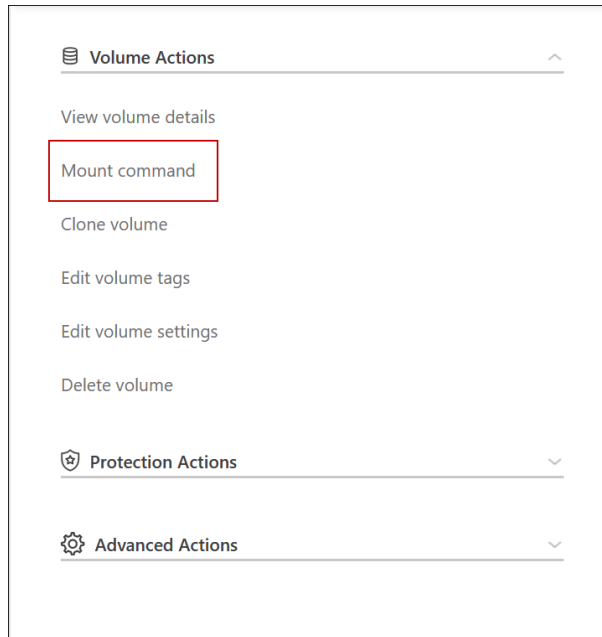 Volume Actions
View volume details
Mount command
Clone volume
Edit volume tags
Edit volume settings
Delete volume
Protection Actions
Advanced Actions